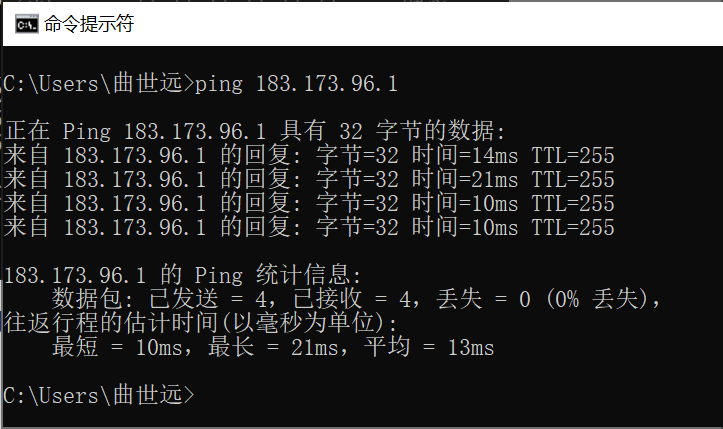 命令提示符
C:\Users\曲世远>ping 183.173.96.1
正在 Ping 183.173.96.1 具有 32 字节的数据:
来自 183.173.96.1 的回复: 字节=32 时间=14ms TTL=255
来自 183.173.96.1 的回复: 字节=32 时间=21ms TTL=255
来自 183.173.96.1 的回复: 字节=32 时间=10ms TTL=255
来自 183.173.96.1 的回复: 字节=32 时间=10ms TTL=255
183.173.96.1 的 Ping 统计信息:
数据包: 已发送 = 4，已接收 = 4，丢失 = 0 (0% 丢失)，
往返行程的估计时间(以毫秒为单位):
最短 = 10ms，最长 = 21ms，平均 = 13ms
C:\Users\曲世远>